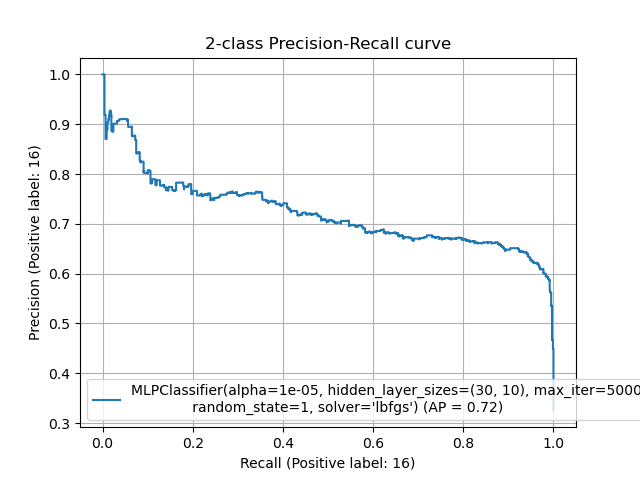 2-class Precision-Recall curve
1.0
0.9
0.8
0.7
0.6
0.5
0.4
0.3
Precision (Positive label: 16)
MLPClassifier(alpha=1e-05, hidden_layer_sizes=(30, 10), max_iter=5000
random_state=1, solver='lbfgs') (AP = 0.72)
0.0 0.2 0.4 0.6 0.8 1.0
Recall (Positive label: 16)